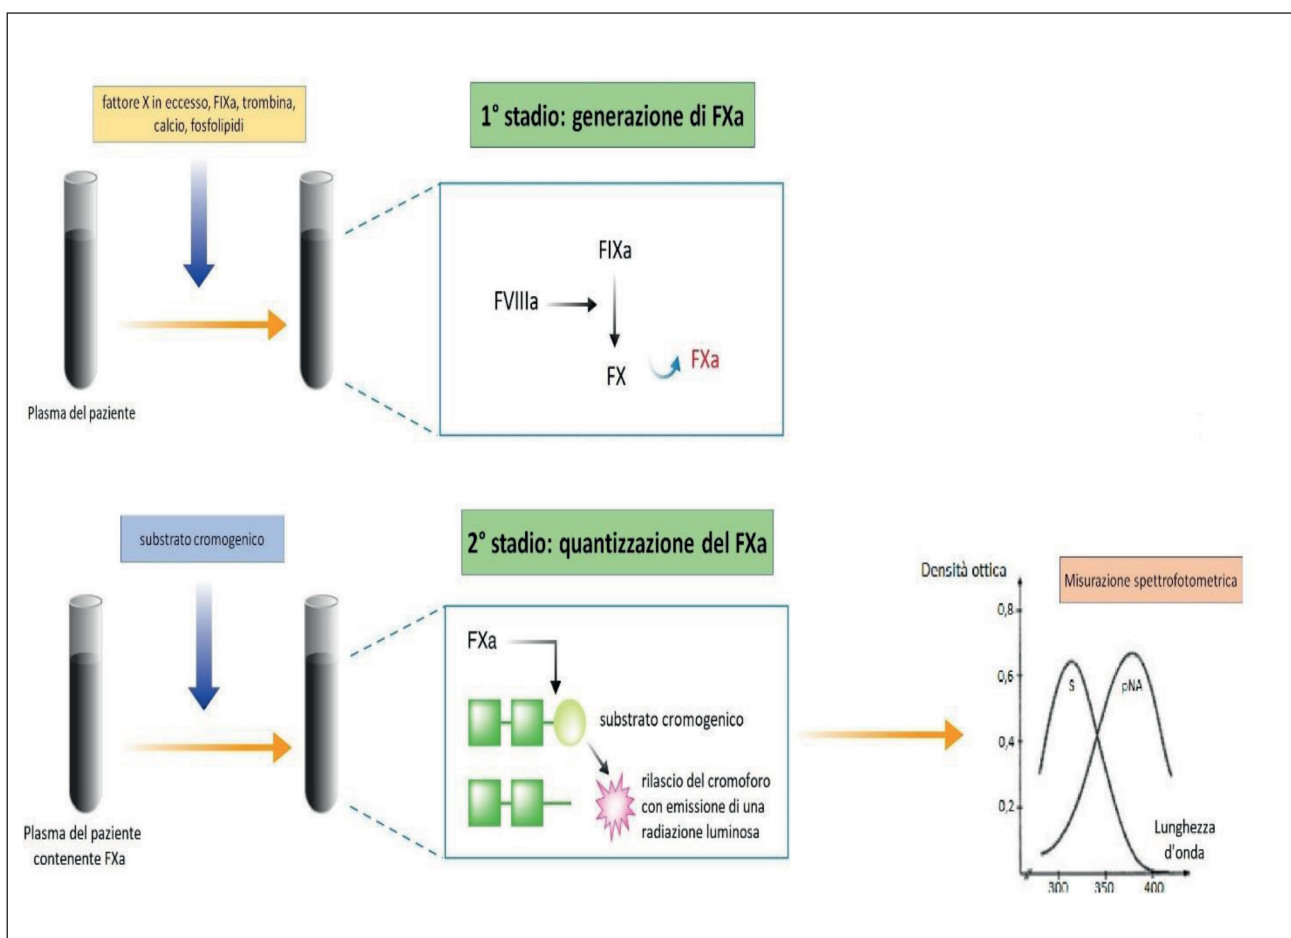 fattore X in eccesso, FIXa, trombina,
calcio, fosfolipidi
1° stadio: generazione di FXa
FIXa
FVIIIa
FX
FXa
Plasma del paziente
substrato cromogenico
2° stadio: quantizzazione del FXa
Densità ottica
Misurazione spettrofotometrica
FXa
substrato cromogenico
rilascio del cromoforo
con emissione di una
radiazione luminosa
Plasma del paziente
contenente FXa
0,8
0,6
0,4
0,2
S
pNA
Lunghezza
d'onda
300
350
400